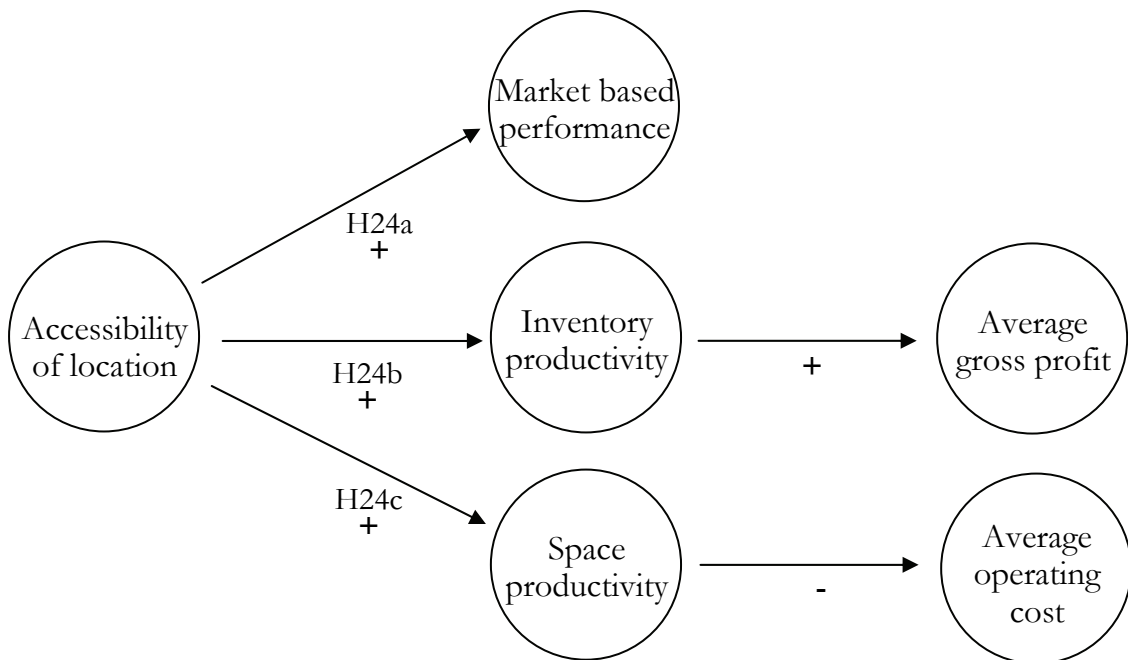 Market based
performance
H24a
+
Accessibility
of location
H24b
+
Inventory
productivity
+
Average
gross profit
H24c
+
Space
productivity
-
Average
operating
cost